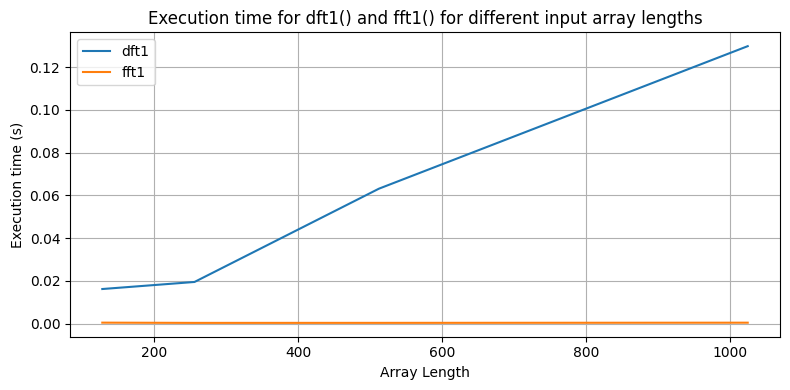 Execution time for dft1() and fft1() for different input array lengths
dft1
fft1
0.12
0.10
0.08
0.06
0.04
0.02
0.00
Execution time (s)
200
400
600
800
1000
Array Length